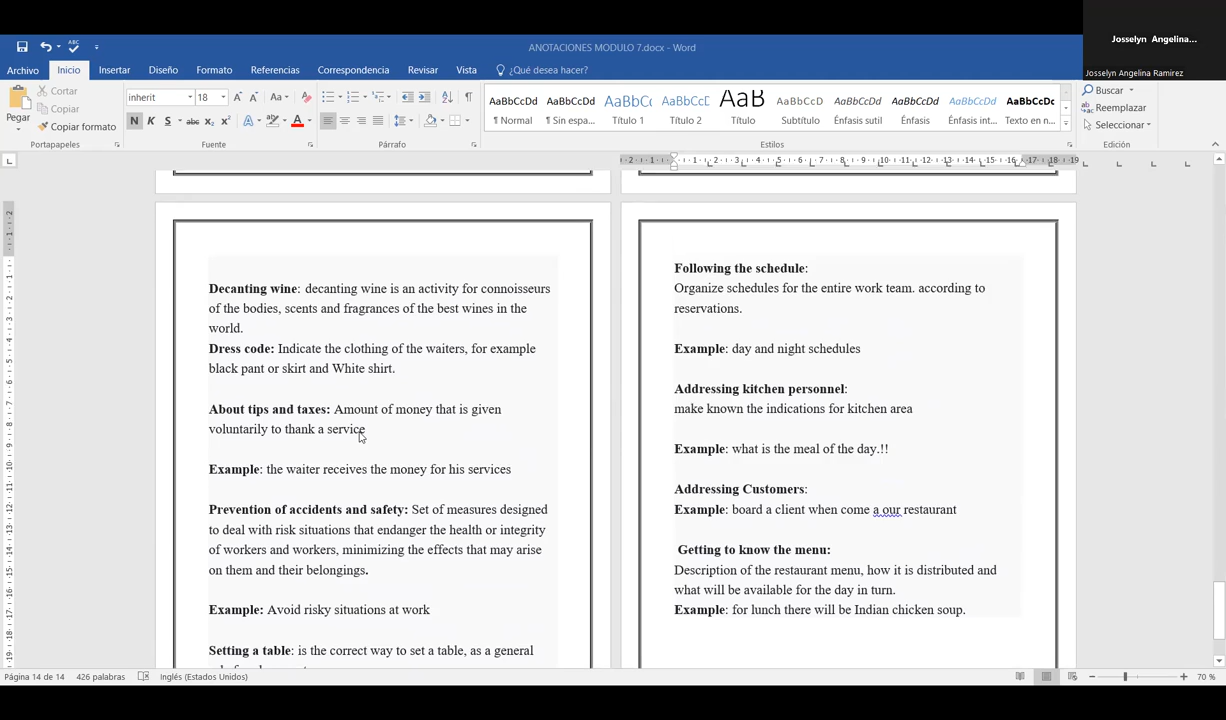 ANOTACIONES MODULO 7.docx - Word
Josselyn Angelina...
Josselyn Angelina Ramirez
Archivo Inicio Insertar Diseño Formato Referencias Correspondencia Revisar Vista ¿Qué desea hacer?
Pegar
Cortar
Copiar
Copiar formato
Portapapeles
inherit 18
Fuente
Párrafo
AaBbCcDd AaBbCcDd AaBbCc AaBbCcD AaB AaBbCcD AaBbCcDd AaBbCcDd AaBbCcDd AaBbCcDc
¶ Normal ¶ Sin espa... Título 1 Título 2 Título Subtítulo Énfasis sutil Énfasis Énfasis int... Texto en n...
Estilos
Buscar
Reemplazar
Seleccionar
Edición
Decanting wine: decanting wine is an activity for connoisseurs
of the bodies, scents and fragrances of the best wines in the
world.
Dress code: Indicate the clothing of the waiters, for example
black pant or skirt and White shirt.
About tips and taxes: Amount of money that is given
voluntarily to thank a service
Example: the waiter receives the money for his services
Prevention of accidents and safety: Set of measures designed
to deal with risk situations that endanger the health or integrity
of workers and workers, minimizing the effects that may arise
on them and their belongings.
Example: Avoid risky situations at work
Setting a table: is the correct way to set a table, as a general
Following the schedule:
Organize schedules for the entire work team. according to
reservations.
Example: day and night schedules
Addressing kitchen personnel:
make known the indications for kitchen area
Example: what is the meal of the day.!!
Addressing Customers:
Example: board a client when come a our restaurant
Getting to know the menu:
Description of the restaurant menu, how it is distributed and
what will be available for the day in turn.
Example: for lunch there will be Indian chicken soup.
Página 14 de 14 426 palabras Inglés (Estados Unidos) 70 %